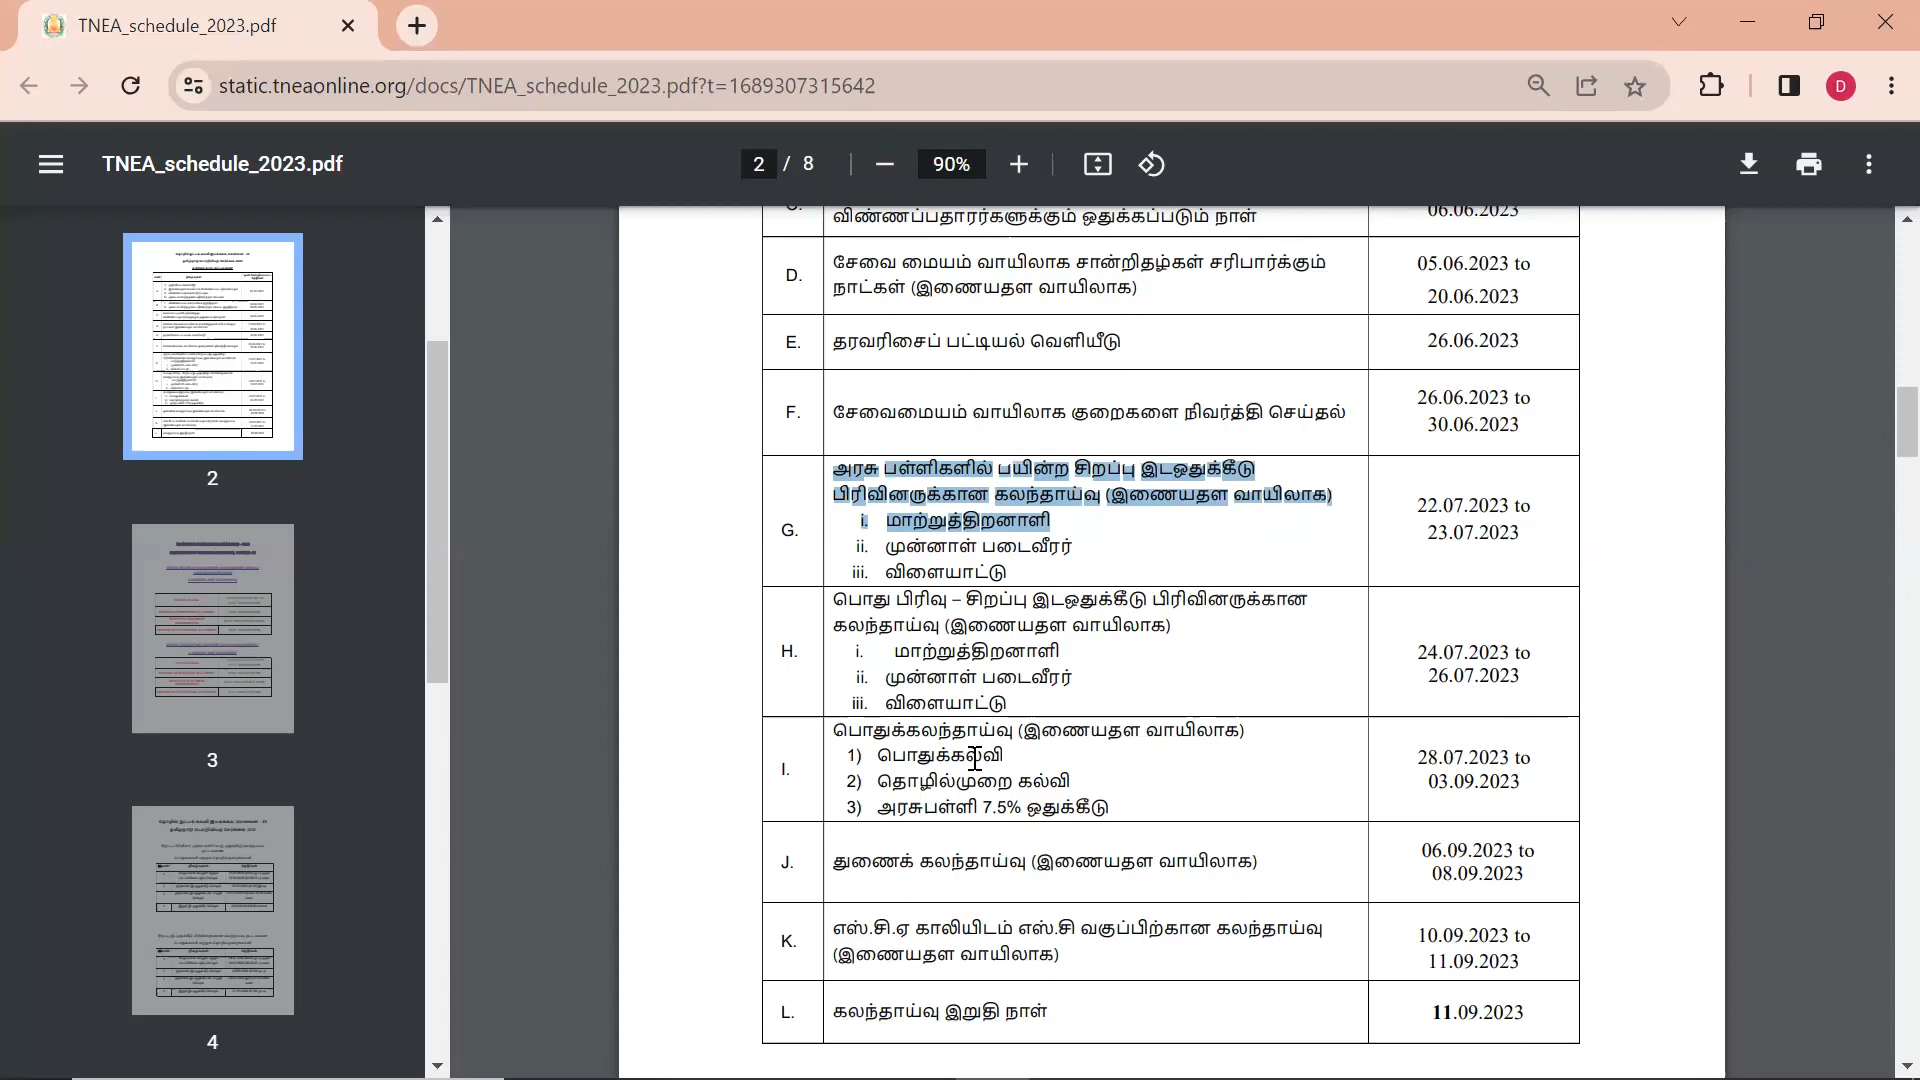 TNEA_schedule_2023.pdf
static.tneaonline.org/docs/TNEA_schedule_2023.pdf?t=1689307315642
D
TNEA_schedule_2023.pdf
2 / 8
90%
2
3
4
விண்ணப்பதாரர்களுக்கும் ஒதுக்கப்படும் நாள்
06.06.2023
D.
சேவை மையம் வாயிலாக சான்றிதழ்கள் சரிபார்க்கும்
நாட்கள் (இணையதள வாயிலாக)
05.06.2023 to
20.06.2023
E.
தரவரிசைப் பட்டியல் வெளியீடு
26.06.2023
F.
சேவைமையம் வாயிலாக குறைகளை நிவர்த்தி செய்தல்
26.06.2023 to
30.06.2023
G.
அரசு பள்ளிகளில் பயின்ற சிறப்பு இடஒதுக்கீடு
பிரிவினருக்கான கலந்தாய்வு (இணையதள வாயிலாக)
i. மாற்றுத்திறனாளி
ii. முன்னாள் படைவீரர்
iii. விளையாட்டு
22.07.2023 to
23.07.2023
H.
பொது பிரிவு – சிறப்பு இடஒதுக்கீடு பிரிவினருக்கான
கலந்தாய்வு (இணையதள வாயிலாக)
i. மாற்றுத்திறனாளி
ii. முன்னாள் படைவீரர்
iii. விளையாட்டு
24.07.2023 to
26.07.2023
I.
பொதுக்கலந்தாய்வு (இணையதள வாயிலாக)
1) பொதுக்கல்வி
2) தொழில்முறை கல்வி
3) அரசுபள்ளி 7.5% ஒதுக்கீடு
28.07.2023 to
03.09.2023
J.
துணைக் கலந்தாய்வு (இணையதள வாயிலாக)
06.09.2023 to
08.09.2023
K.
எஸ்.சி.ஏ காலியிடம் எஸ்.சி வகுப்பிற்கான கலந்தாய்வு
(இணையதள வாயிலாக)
10.09.2023 to
11.09.2023
L.
கலந்தாய்வு இறுதி நாள்
11.09.2023